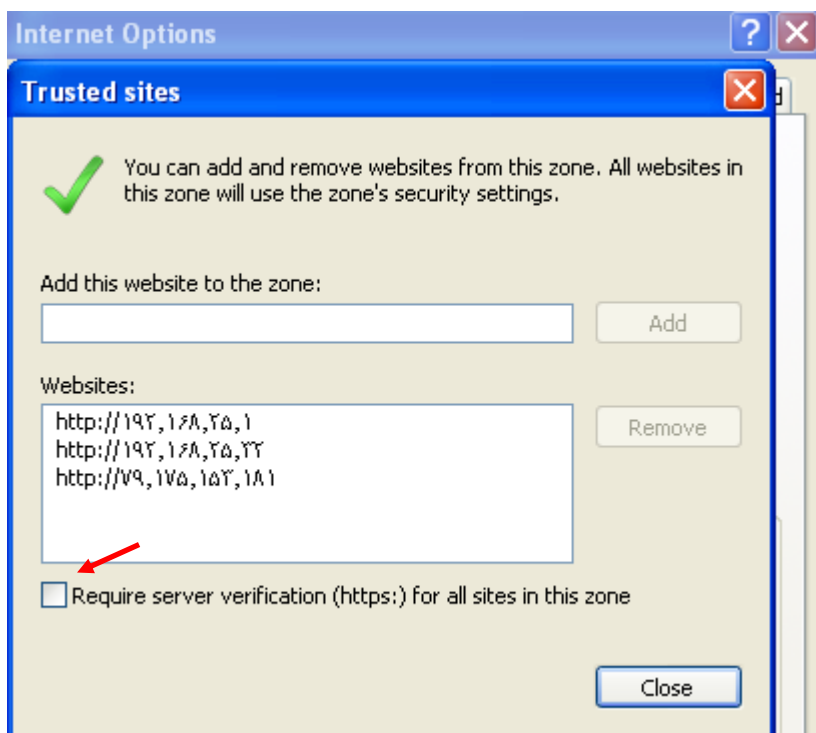 Internet Options
Trusted sites
You can add and remove websites from this zone. All websites in
this zone will use the zone's security settings.
Add this website to the zone:
Add
Websites:
http://۱۹۲,۱۶۸,۲۵,۱
http://۱۹۲,۱۶۸,۲۵,۲۲
http://۷۹,۱۷۵,۱۵۳,۱۸۱
Remove
Require server verification (https:) for all sites in this zone
Close